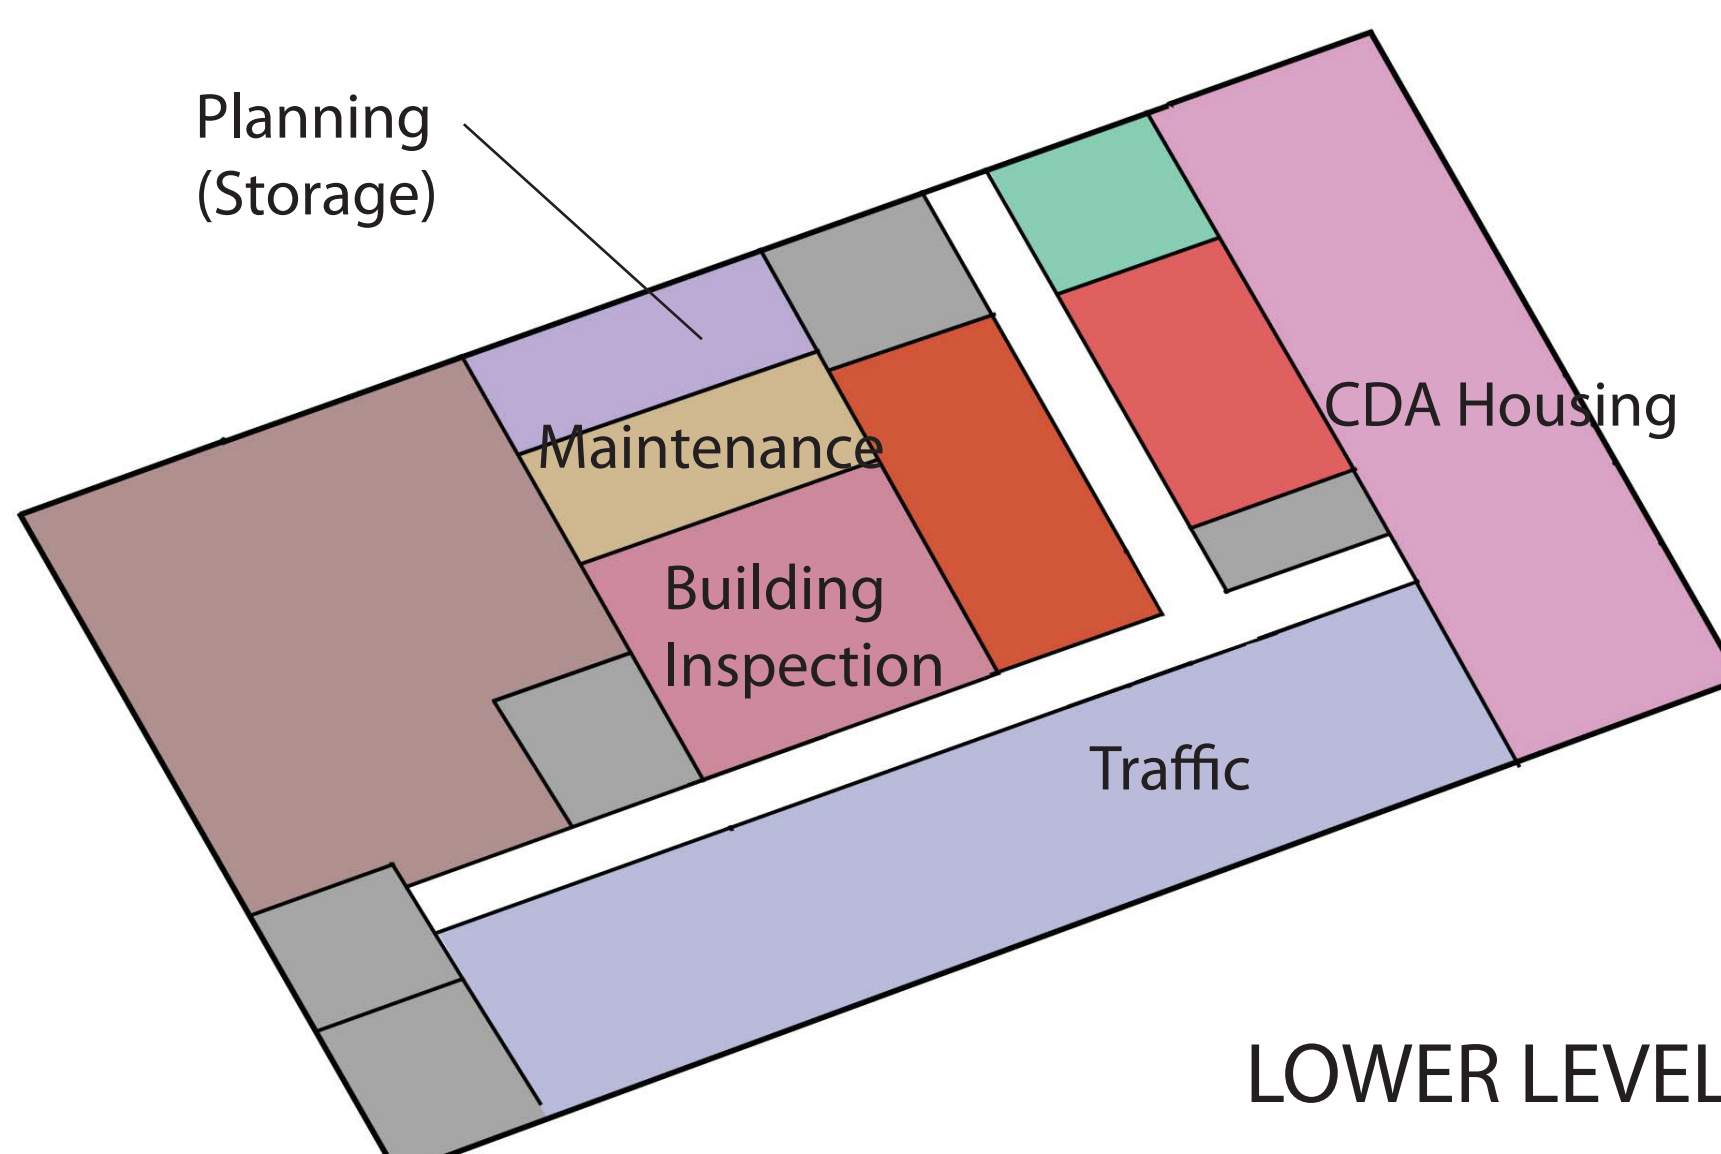 Planning
(Storage)
CDA Housing
Maintenance
Building
Inspection
Traffic
LOWER LEVEL